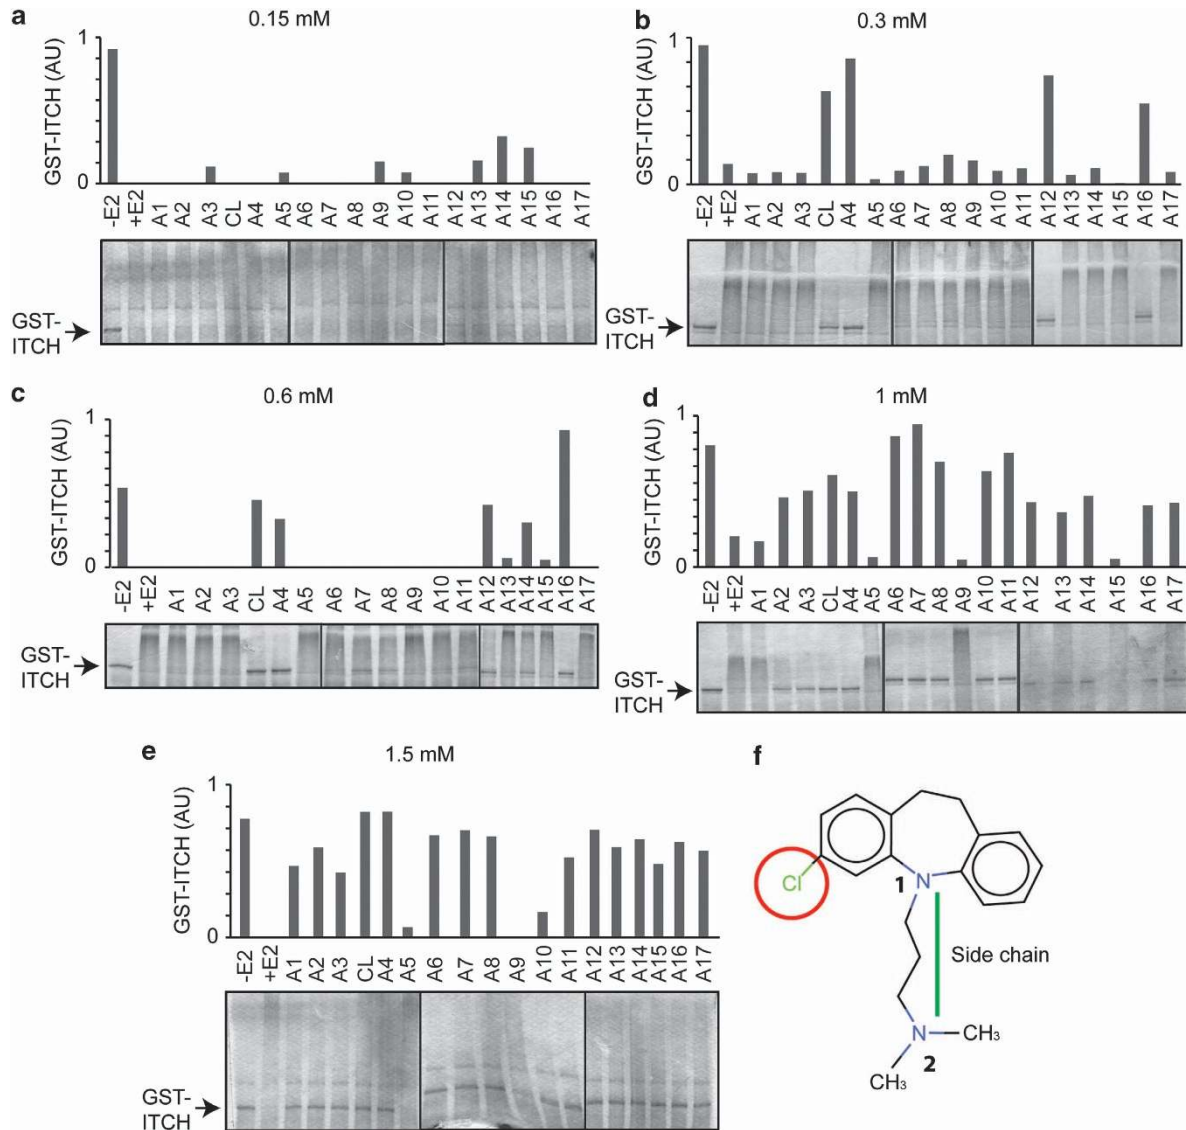 a
0.15 mM
1
GST-ITCH (AU)
0
-E2 +E2 A1 A2 A3 CL A4 A5 A6 A7 A8 A9 A10 A11 A12 A13 A14 A15 A16 A17
GST-
ITCH
b
0.3 mM
1
GST-ITCH (AU)
0
-E2 +E2 A1 A2 A3 CL A4 A5 A6 A7 A8 A9 A10 A11 A12 A13 A14 A15 A16 A17
GST-
ITCH
c
0.6 mM
1
GST-ITCH (AU)
0
-E2 +E2 A1 A2 A3 CL A4 A5 A6 A7 A8 A9 A10 A11 A12 A13 A14 A15 A16 A17
GST-
ITCH
d
1 mM
1
GST-ITCH (AU)
0
-E2 +E2 A1 A2 A3 CL A4 A5 A6 A7 A8 A9 A10 A11 A12 A13 A14 A15 A16 A17
GST-
ITCH
e
1.5 mM
1
GST-ITCH (AU)
0
-E2 +E2 A1 A2 A3 CL A4 A5 A6 A7 A8 A9 A10 A11 A12 A13 A14 A15 A16 A17
GST-
ITCH
f
Cl
1 N
Side chain
N CH₃
CH₃ 2